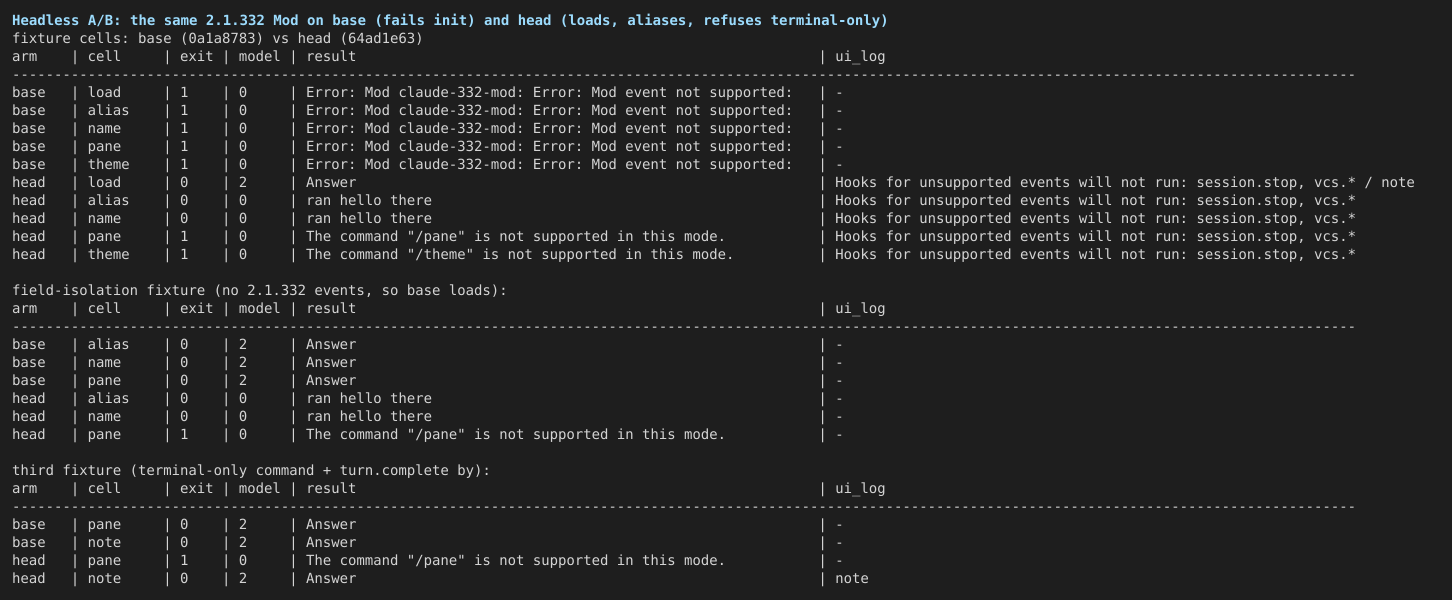 Headless A/B: the same 2.1.332 Mod on base (fails init) and head (loads, aliases, refuses terminal-only)
fixture cells: base (0a1a8783) vs head (64ad1e63)
arm | cell | exit | model | result | ui_log
----------------------------------------------------------------------------------------------------------------------------------------------------------------
base | load | 1 | 0 | Error: Mod claude-332-mod: Error: Mod event not supported: | -
base | alias | 1 | 0 | Error: Mod claude-332-mod: Error: Mod event not supported: | -
base | name | 1 | 0 | Error: Mod claude-332-mod: Error: Mod event not supported: | -
base | pane | 1 | 0 | Error: Mod claude-332-mod: Error: Mod event not supported: | -
base | theme | 1 | 0 | Error: Mod claude-332-mod: Error: Mod event not supported: | -
head | load | 0 | 2 | Answer | Hooks for unsupported events will not run: session.stop, vcs.* / note
head | alias | 0 | 0 | ran hello there | Hooks for unsupported events will not run: session.stop, vcs.*
head | name | 0 | 0 | ran hello there | Hooks for unsupported events will not run: session.stop, vcs.*
head | pane | 1 | 0 | The command "/pane" is not supported in this mode. | Hooks for unsupported events will not run: session.stop, vcs.*
head | theme | 1 | 0 | The command "/theme" is not supported in this mode. | Hooks for unsupported events will not run: session.stop, vcs.*
field-isolation fixture (no 2.1.332 events, so base loads):
arm | cell | exit | model | result | ui_log
----------------------------------------------------------------------------------------------------------------------------------------------------------------
base | alias | 0 | 2 | Answer | -
base | name | 0 | 2 | Answer | -
base | pane | 0 | 2 | Answer | -
head | alias | 0 | 0 | ran hello there | -
head | name | 0 | 0 | ran hello there | -
head | pane | 1 | 0 | The command "/pane" is not supported in this mode. | -
third fixture (terminal-only command + turn.complete by):
arm | cell | exit | model | result | ui_log
----------------------------------------------------------------------------------------------------------------------------------------------------------------
base | pane | 0 | 2 | Answer | -
base | note | 0 | 2 | Answer | -
head | pane | 1 | 0 | The command "/pane" is not supported in this mode. | -
head | note | 0 | 2 | Answer | note